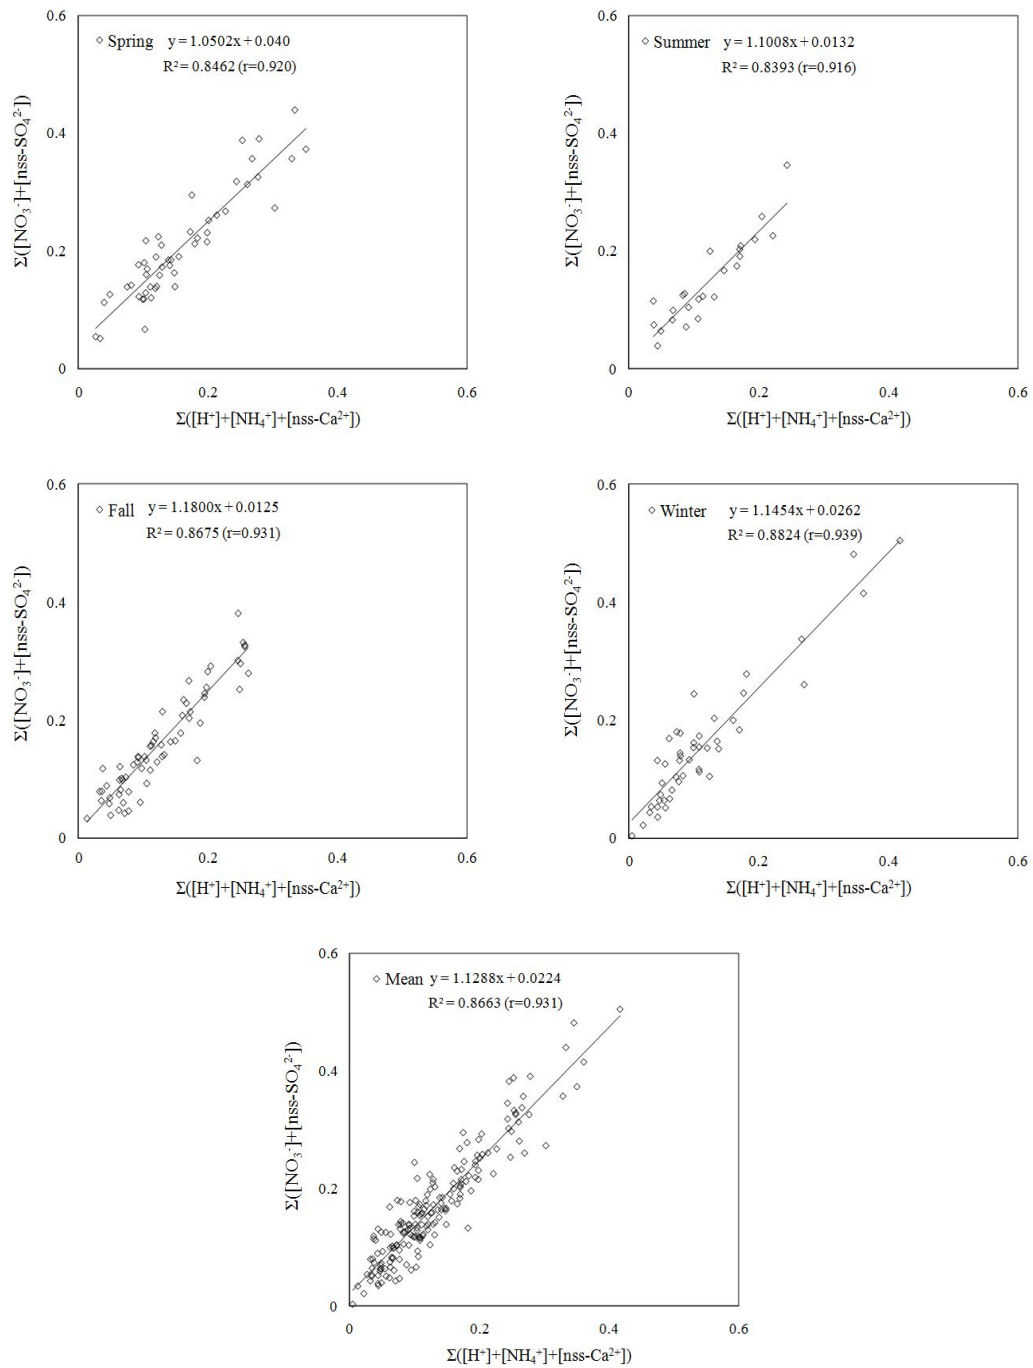 0.6
◇ Spring y = 1.0502x + 0.040
R² = 0.8462 (r=0.920)
0.4
Σ([NO₃⁻]+[nss-SO₄²⁻])
0.2
0
0 0.2 0.4 0.6
Σ([H⁺]+[NH₄⁺]+[nss-Ca²⁺])
0.6
◇ Summer y = 1.1008x + 0.0132
R² = 0.8393 (r=0.916)
0.4
Σ([NO₃⁻]+[nss-SO₄²⁻])
0.2
0
0 0.2 0.4 0.6
Σ([H⁺]+[NH₄⁺]+[nss-Ca²⁺])
0.6
◇ Fall y = 1.1800x + 0.0125
R² = 0.8675 (r=0.931)
0.4
Σ([NO₃⁻]+[nss-SO₄²⁻])
0.2
0
0 0.2 0.4 0.6
Σ([H⁺]+[NH₄⁺]+[nss-Ca²⁺])
0.6
◇ Winter y = 1.1454x + 0.0262
R² = 0.8824 (r=0.939)
0.4
Σ([NO₃⁻]+[nss-SO₄²⁻])
0.2
0
0 0.2 0.4 0.6
Σ([H⁺]+[NH₄⁺]+[nss-Ca²⁺])
0.6
◇ Mean y = 1.1288x + 0.0224
R² = 0.8663 (r=0.931)
0.4
Σ([NO₃⁻]+[nss-SO₄²⁻])
0.2
0
0 0.2 0.4 0.6
Σ([H⁺]+[NH₄⁺]+[nss-Ca²⁺])